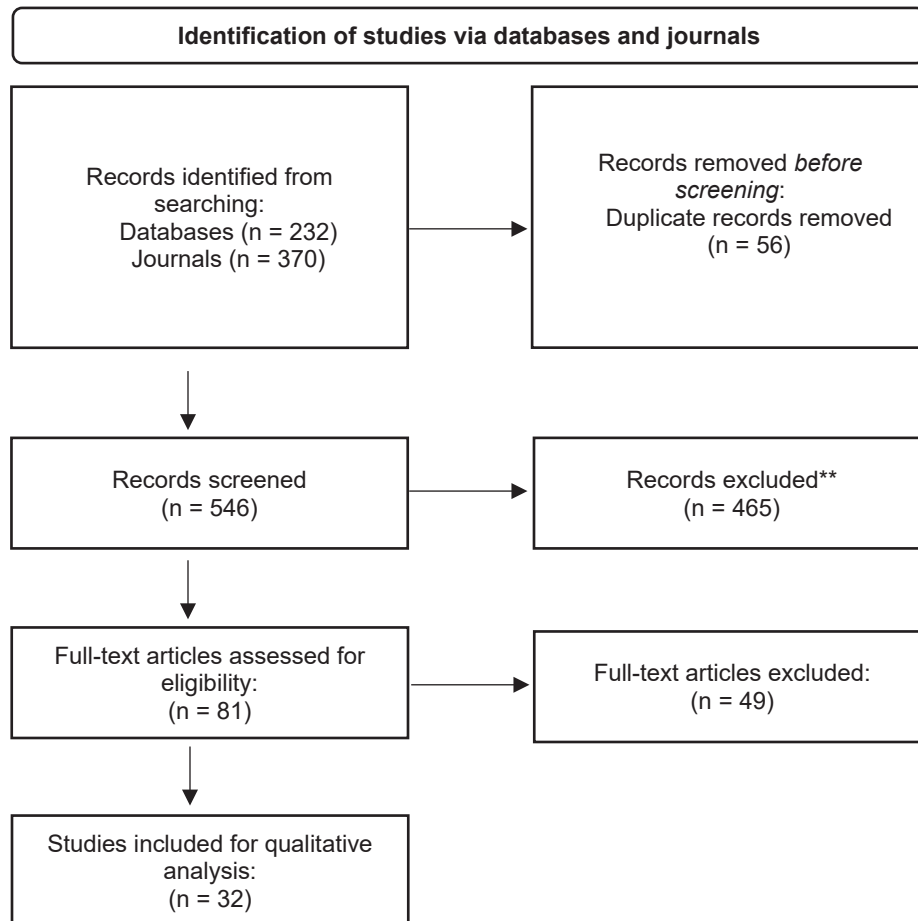 Identification of studies via databases and journals
Records identified from
searching:
Databases (n = 232)
Journals (n = 370)
Records removed before
screening:
Duplicate records removed
(n = 56)
Records screened
(n = 546)
Records excluded**
(n = 465)
Full-text articles assessed for
eligibility:
(n = 81)
Full-text articles excluded:
(n = 49)
Studies included for qualitative
analysis:
(n = 32)